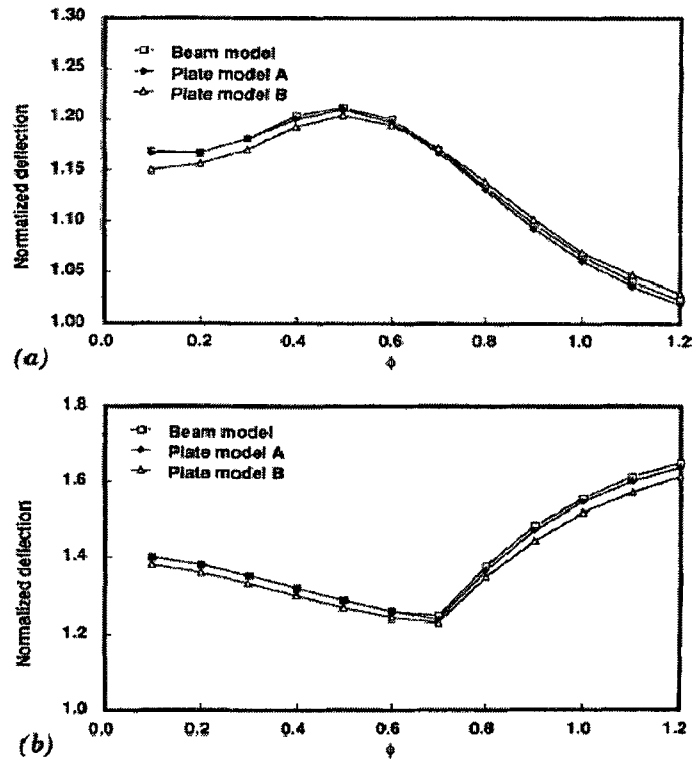 1.30
1.25
1.20
1.15
1.10
1.05
1.00
Normalized deflection
Beam model
Plate model A
Plate model B
0.0 0.2 0.4 0.6 0.8 1.0 1.2
(a)
ϕ
1.8
1.6
1.4
1.2
1.0
Normalized deflection
Beam model
Plate model A
Plate model B
0.0 0.2 0.4 0.6 0.8 1.0 1.2
(b)
ϕ